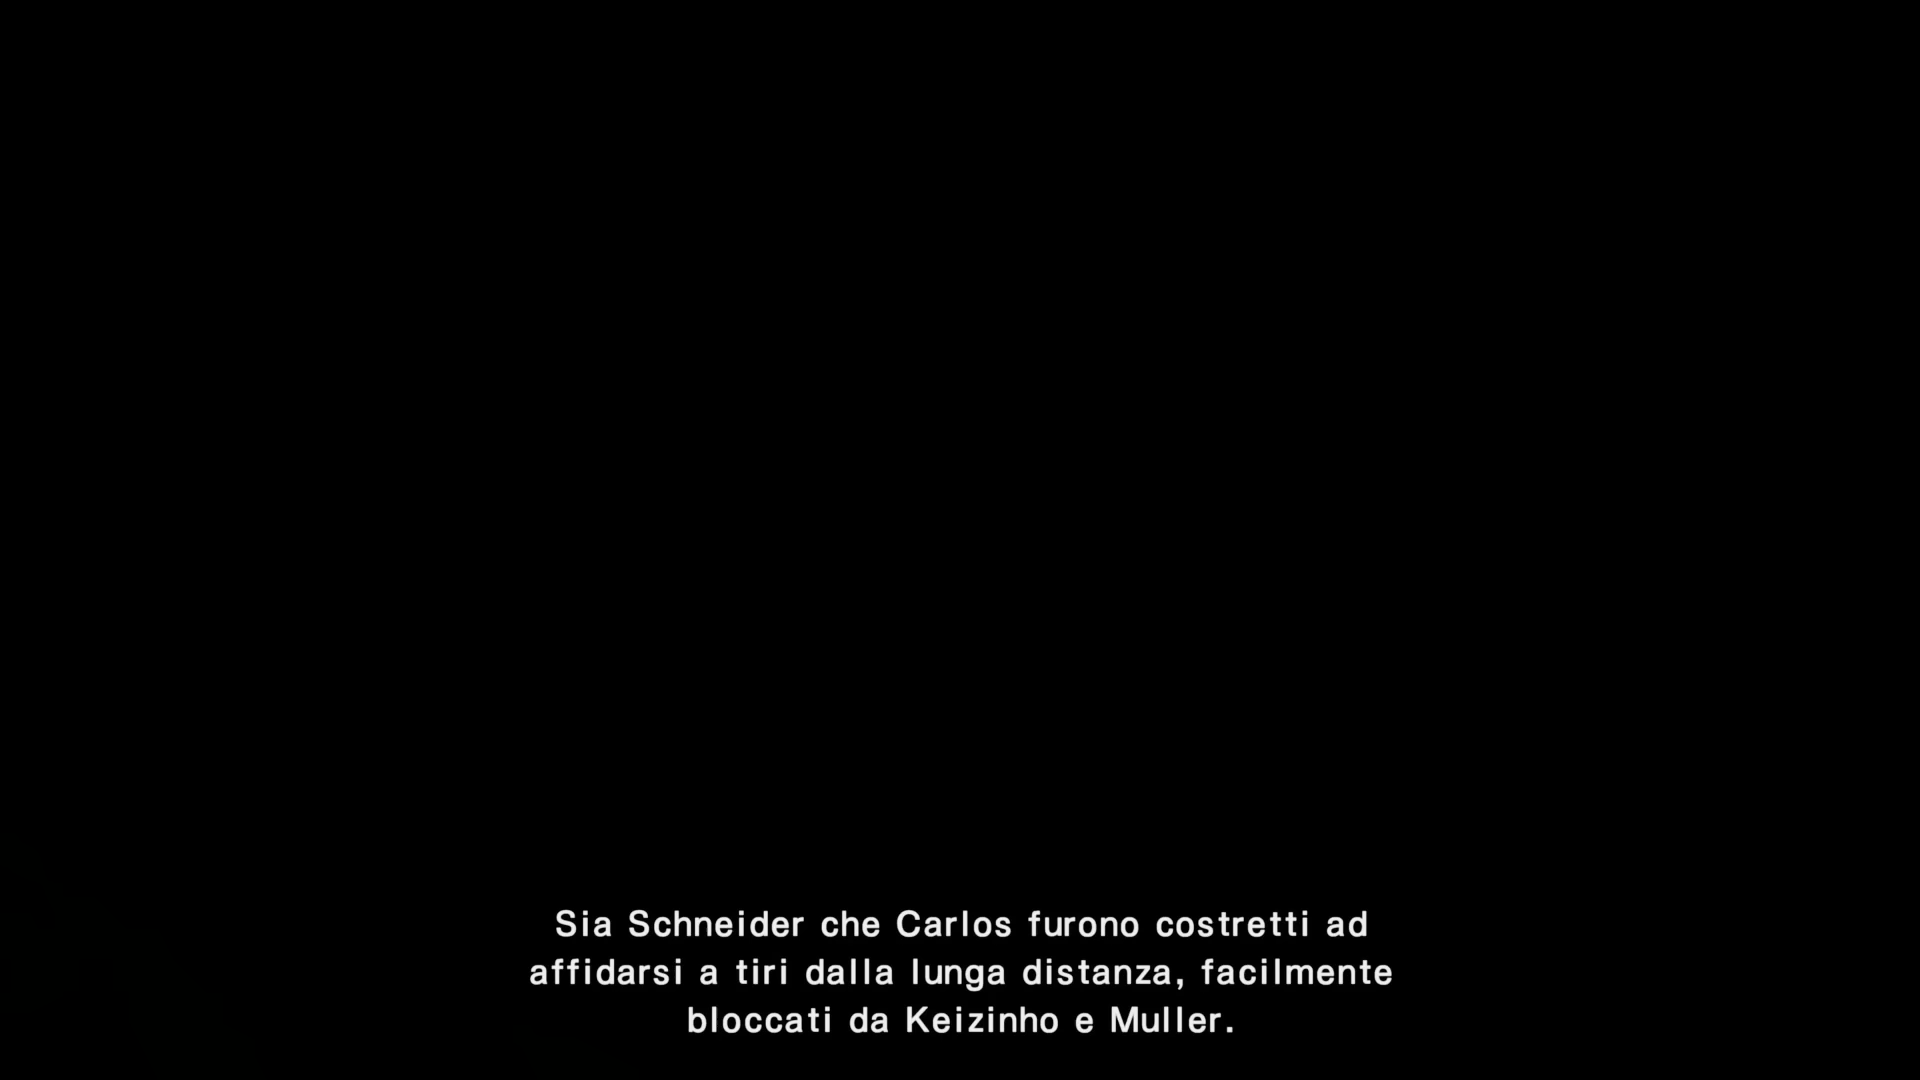 Sia Schneider che Carlos furono costretti ad
affidarsi a tiri dalla lunga distanza, facilmente
bloccati da Keizinho e Muller.